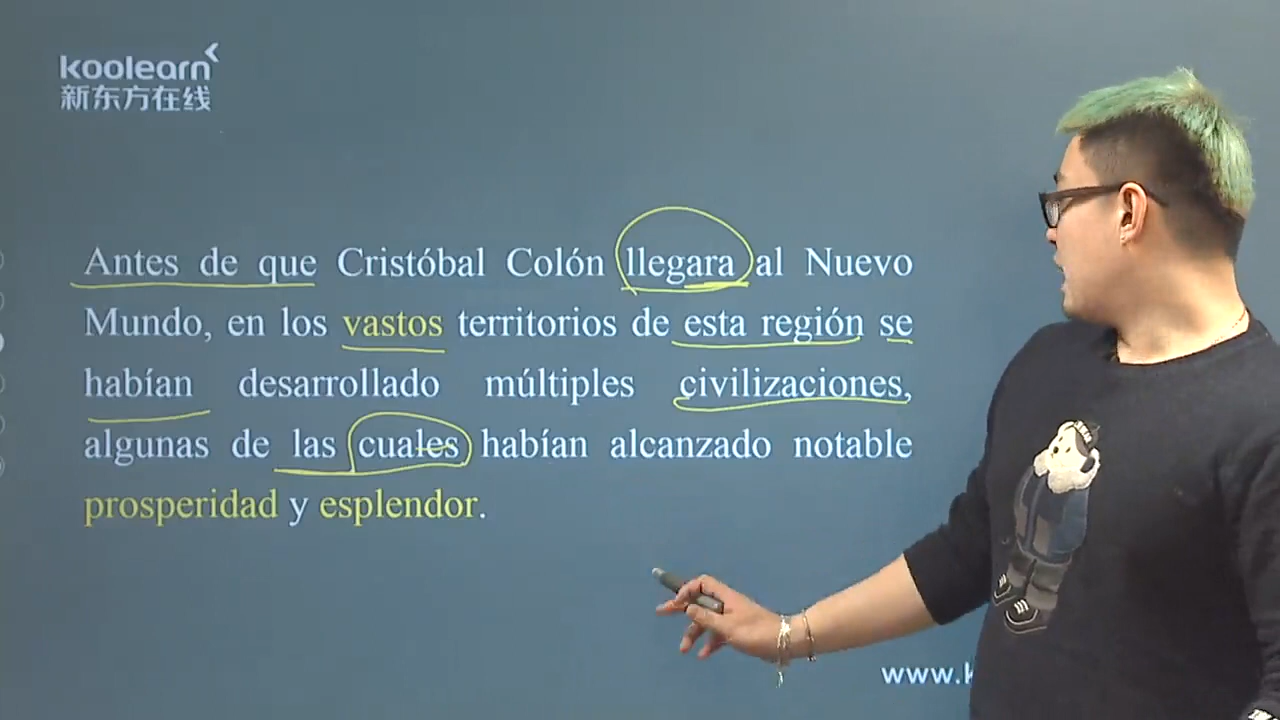 koolearn
新东方在线
Antes de que Cristóbal Colón llegara al Nuevo
Mundo, en los vastos territorios de esta región se
habían desarrollado múltiples civilizaciones,
algunas de las cuales habían alcanzado notable
prosperidad y esplendor.
www.k